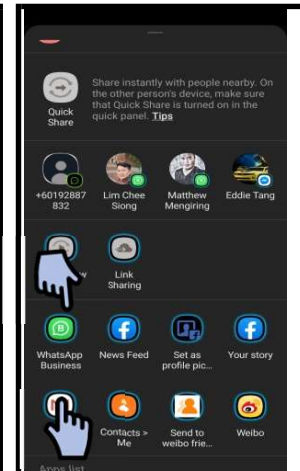 Share instantly with people nearby. On
the other person's device, make sure
that Quick Share is turned on in the
quick panel. Tips
Quick
Share
+60192887
832
Lim Chee
Siong
Matthew
Mengiring
Eddie Tang
Link
Sharing
WhatsApp
Business
News Feed
Set as
profile pic...
Your story
Contacts >
Me
Send to
weibo frie...
Weibo
Apps list